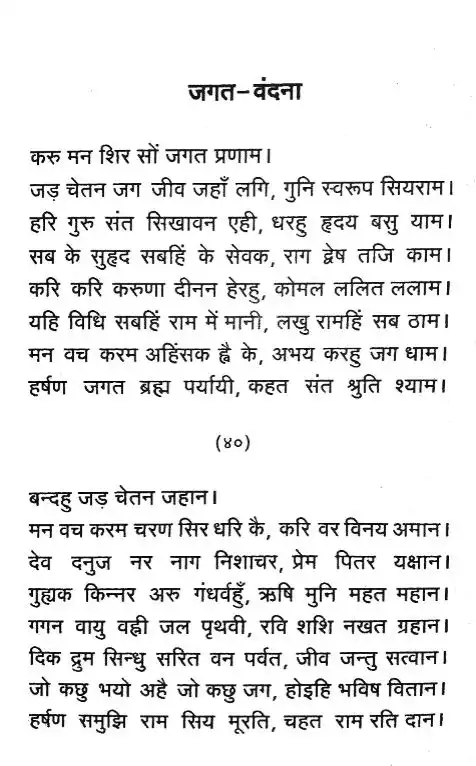 जगत-वंदना
करु मन शिर सों जगत प्रणाम।
जड़ चेतन जग जीव जहाँ लगि, गुनि स्वरूप सियराम।
हरि गुरु संत सिखावन एही, धरहु हृदय बसु याम।
सब के सुहृद सबहिं के सेवक, राग द्वेष तजि काम।
करि करि करुणा दीनन हेरहु, कोमल ललित ललाम।
यहि विधि सबहिं राम में मानी, लखु रामहिं सब ठाम।
मन वच करम अहिंसक ह्वै के, अभय करहु जग धाम।
हर्षण जगत ब्रह्म पर्यायी, कहत संत श्रुति श्याम।
(४०)
बन्दहु जड़ चेतन जहान।
मन वच करम चरण सिर धरि कै, करि वर विनय अमान।
देव दनुज नर नाग निशाचर, प्रेम पितर यक्षान।
गुह्यक किन्नर अरु गंधर्वहुँ, ऋषि मुनि महत महान।
गगन वायु वह्नी जल पृथवी, रवि शशि नखत ग्रहान।
दिक द्रुम सिन्धु सरित वन पर्वत, जीव जन्तु सत्वान।
जो कछु भयो अहै जो कछु जग, होइहि भविष वितान।
हर्षण समुझि राम सिय मूरति, चहत राम रति दान।